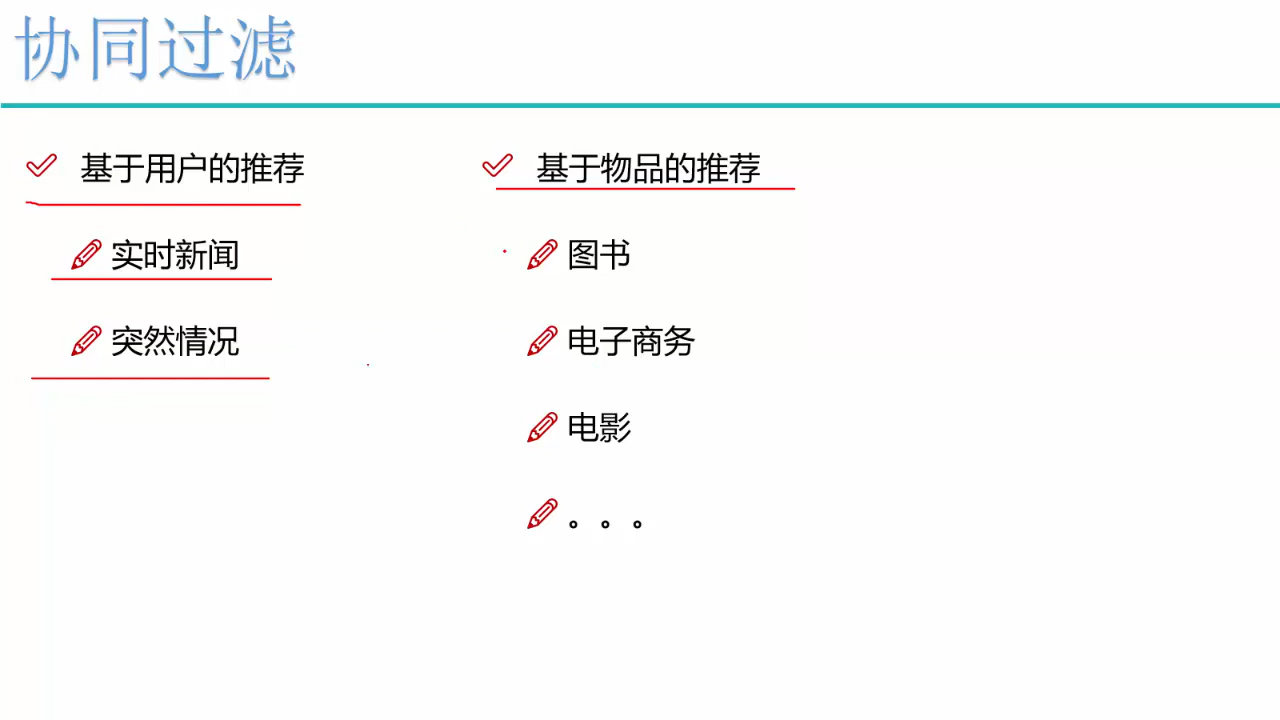 协同过滤
基于用户的推荐
实时新闻
突然情况
基于物品的推荐
图书
电子商务
电影
。。。